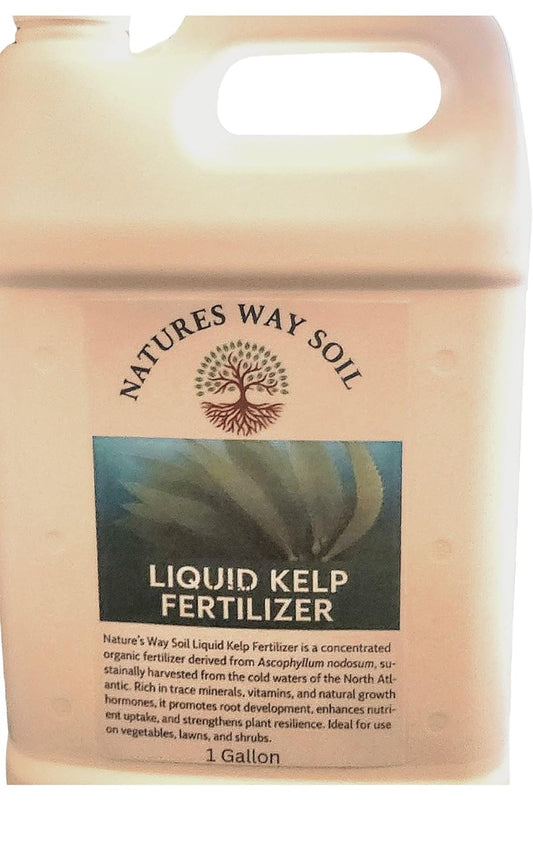 NATURES WAY SOIL
LIQUID KELP
FERTILIZER
Nature's Way Soil Liquid Kelp Fertilizer is a concentrated
organic fertilizer derived from Ascophyllum nodosum, su-
stainally harvested from the cold waters of the North Atl-
antic. Rich in trace minerals, vitamins, and natural growth
hormones, it promotes root development, enhances nutri-
ent uptake, and strengthens plant resilience. Ideal for use
on vegetables, lawns, and shrubs.
1 Gallon